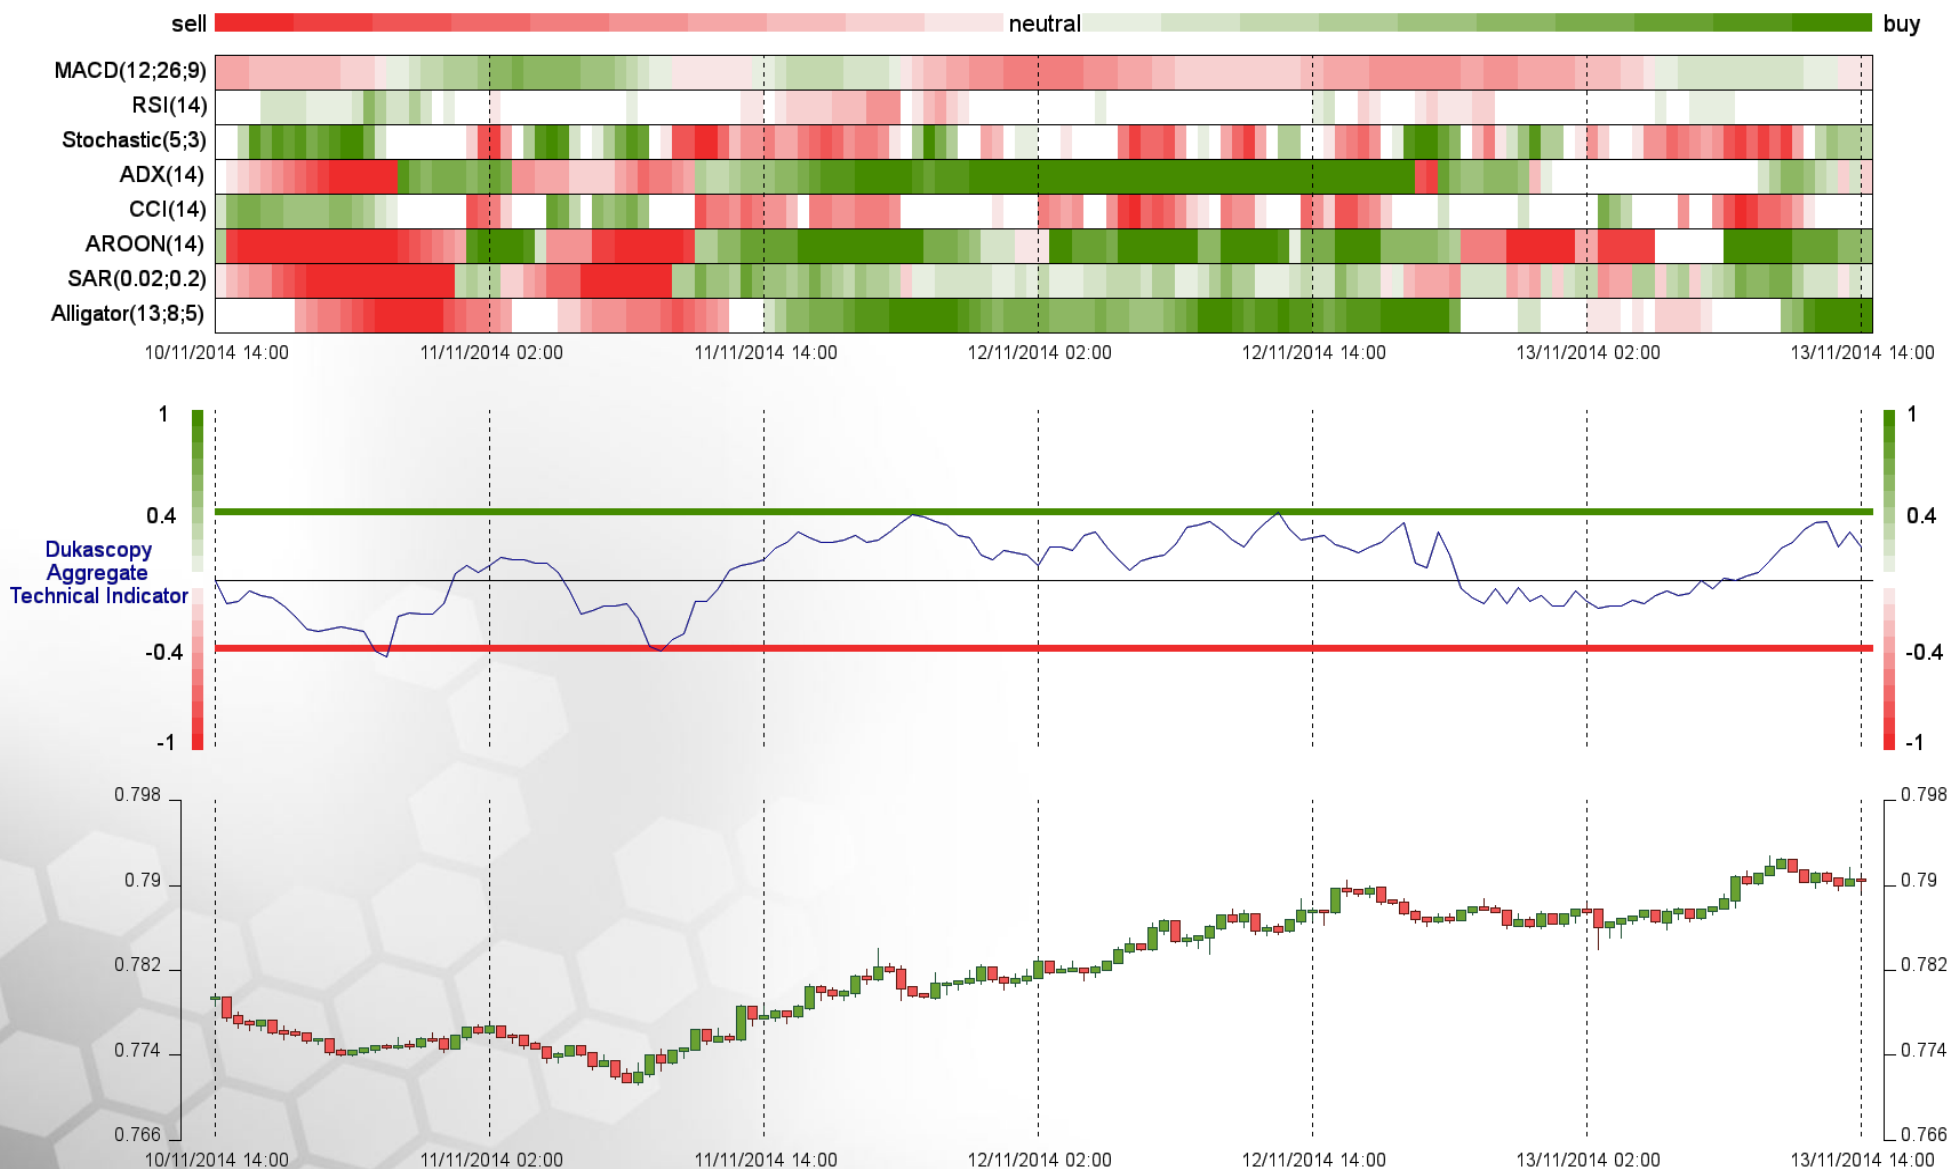 sell neutral buy
MACD(12;26;9)
RSI(14)
Stochastic(5;3)
ADX(14)
CCI(14)
AROON(14)
SAR(0.02;0.2)
Alligator(13;8;5)
10/11/2014 14:00 11/11/2014 02:00 11/11/2014 14:00 12/11/2014 02:00 12/11/2014 14:00 13/11/2014 02:00 13/11/2014 14:00
1 1
0.4 0.4
Dukascopy
Aggregate
Technical Indicator
-0.4 -0.4
-1 -1
0.798 0.798
0.79 0.79
0.782 0.782
0.774 0.774
0.766 0.766
10/11/2014 14:00 11/11/2014 02:00 11/11/2014 14:00 12/11/2014 02:00 12/11/2014 14:00 13/11/2014 02:00 13/11/2014 14:00